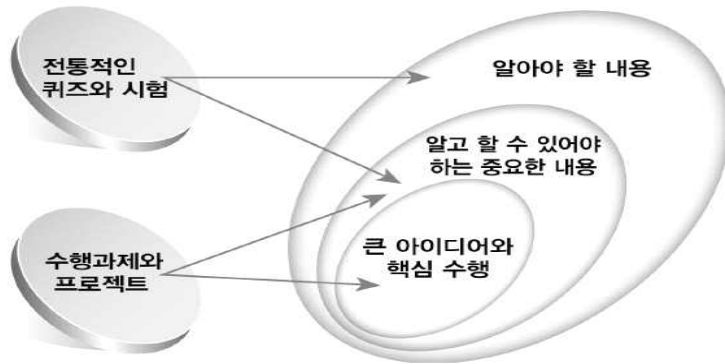 전통적인
퀴즈와 시험
알아야 할 내용
알고 할 수 있어야
하는 중요한 내용
수행과제와
프로젝트
큰 아이디어와
핵심 수행